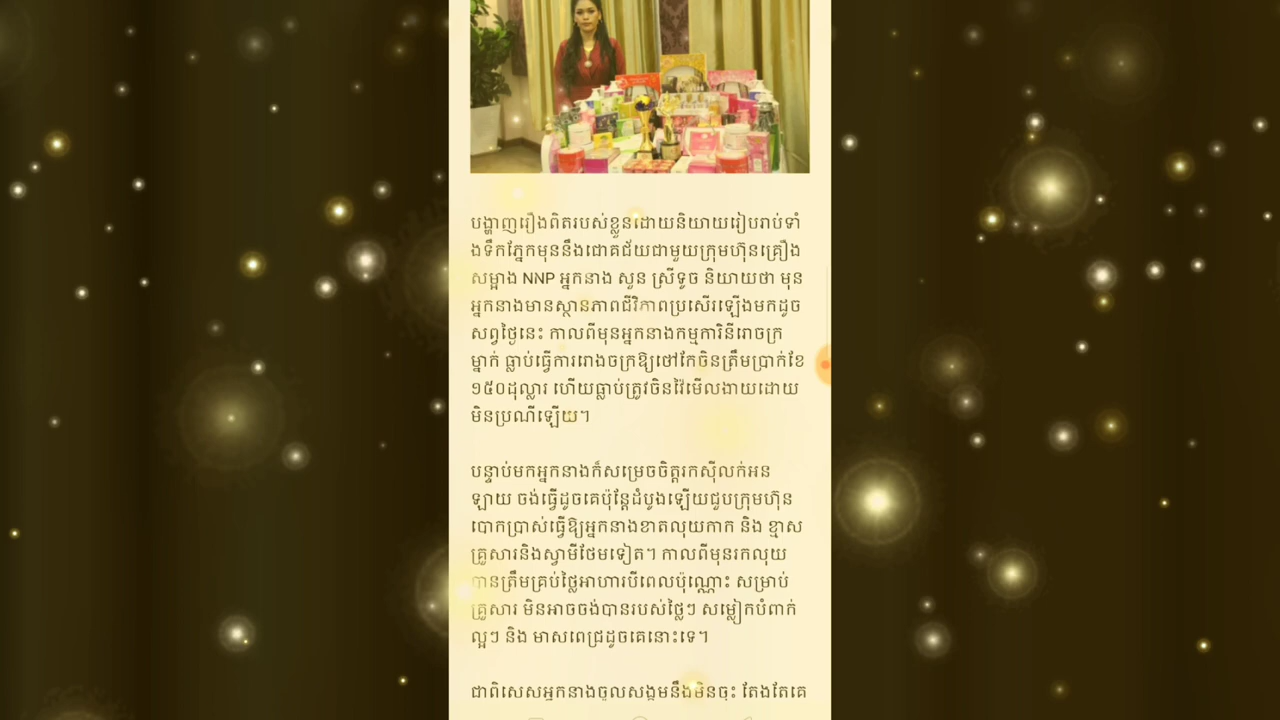 បង្ហាញរឿងពិតរបស់ខ្លួនដោយនិយាយរៀបរាប់ទាំ
ងទឹកភ្នែកមុននឹងជោគជ័យជាមួយក្រុមហ៊ុនគ្រឿង
សម្អាង NNP អ្នកនាង សួន ស្រីទូច និយាយថា មុន
អ្នកនាងមានស្ថានភាពជីវិភាពប្រសើរឡើងមកដូច
សព្វថ្ងៃនេះ កាលពីមុនអ្នកនាងកម្មការិនីរោចក្រ
ម្នាក់ ធ្លាប់ធ្វើការរោងចក្រឱ្យថៅកែចិនត្រឹមប្រាក់ខែ
១៥០ដុល្លារ ហើយធ្លាប់ត្រូវចិនវ៉ៃមើលងាយដោយ
មិនប្រណីឡើយ។
បន្ទាប់មកអ្នកនាងក៏សម្រេចចិត្តរកស៊ីលក់អន
ឡាយ ចង់ធ្វើដូចគេប៉ុន្តែដំបូងឡើយជួបក្រុមហ៊ុន
បោកប្រាស់ធ្វើឱ្យអ្នកនាងខាតលុយកាក និង ខ្មាស
គ្រួសារនិងស្វាមីថែមទៀត។ កាលពីមុនរកលុយ
បានត្រឹមគ្រប់ថ្លៃអាហារបីពេលប៉ុណ្ណោះ សម្រាប់
គ្រួសារ មិនអាចចង់បានរបស់ថ្លៃៗ សម្លៀកបំពាក់
ល្អៗ និង មាសពេជ្រដូចគេនោះទេ។
ជាពិសេសអ្នកនាងចូលសង្គមនឹងមិនចុះ តែងតែគេ